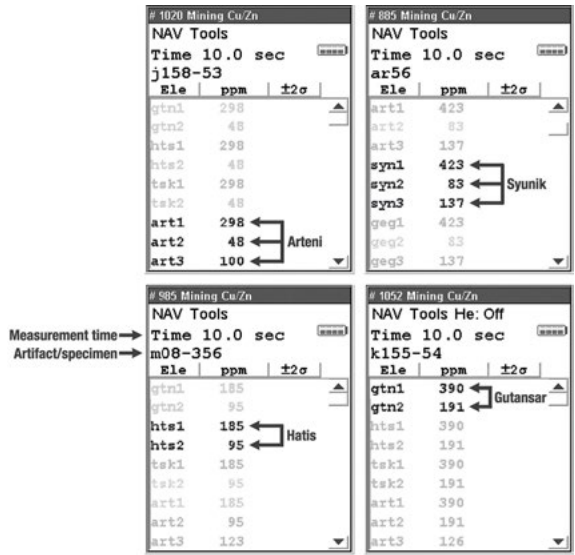 # 1020 Mining Cu/Zn
NAV Tools
Time 10.0 sec
j158-53
Ele ppm ±2σ
gtn1 298
gtn2 48
hts1 298
hts2 48
tsk1 298
tsk2 48
art1 298
art2 48 Arteni
art3 100
# 885 Mining Cu/Zn
NAV Tools
Time 10.0 sec
ar56
Ele ppm ±2σ
art1 423
art2 83
art3 137
syn1 423
syn2 83 Syunik
syn3 137
geg1 423
geg2 83
geg3 137
# 985 Mining Cu/Zn
NAV Tools
Measurement time Time 10.0 sec
Artifact/specimen m08-356
Ele ppm ±2σ
gtn1 185
gtn2 95
hts1 185
hts2 95 Hatis
tsk1 185
tsk2 95
art1 185
art2 95
art3 123
# 1052 Mining Cu/Zn
NAV Tools He: Off
Time 10.0 sec
k155-54
Ele ppm ±2σ
gtn1 390
gtn2 191 Gutansar
hts1 390
hts2 191
tsk1 390
tsk2 191
art1 390
art2 191
art3 126